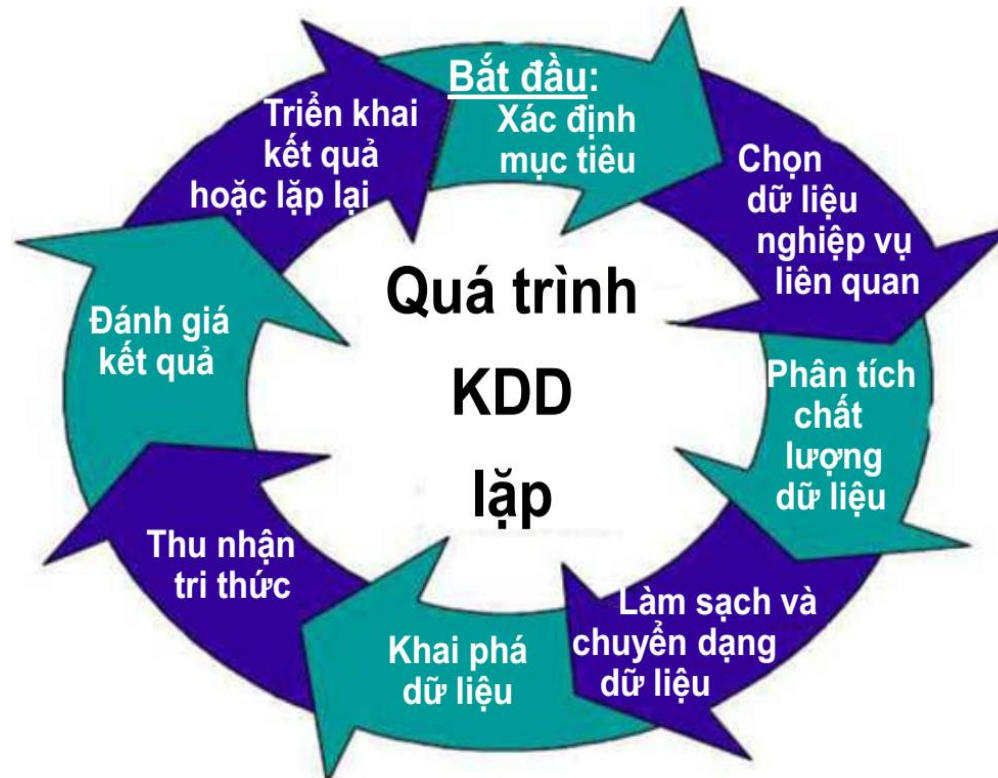 Bắt đầu:
Xác định
mục tiêu
Chọn
dữ liệu
nghiệp vụ
liên quan
Phân tích
chất
lượng
dữ liệu
Làm sạch và
chuyển dạng
dữ liệu
Khai phá
dữ liệu
Thu nhận
tri thức
Đánh giá
kết quả
Triển khai
kết quả
hoặc lặp lại
Quá trình
KDD
lặp